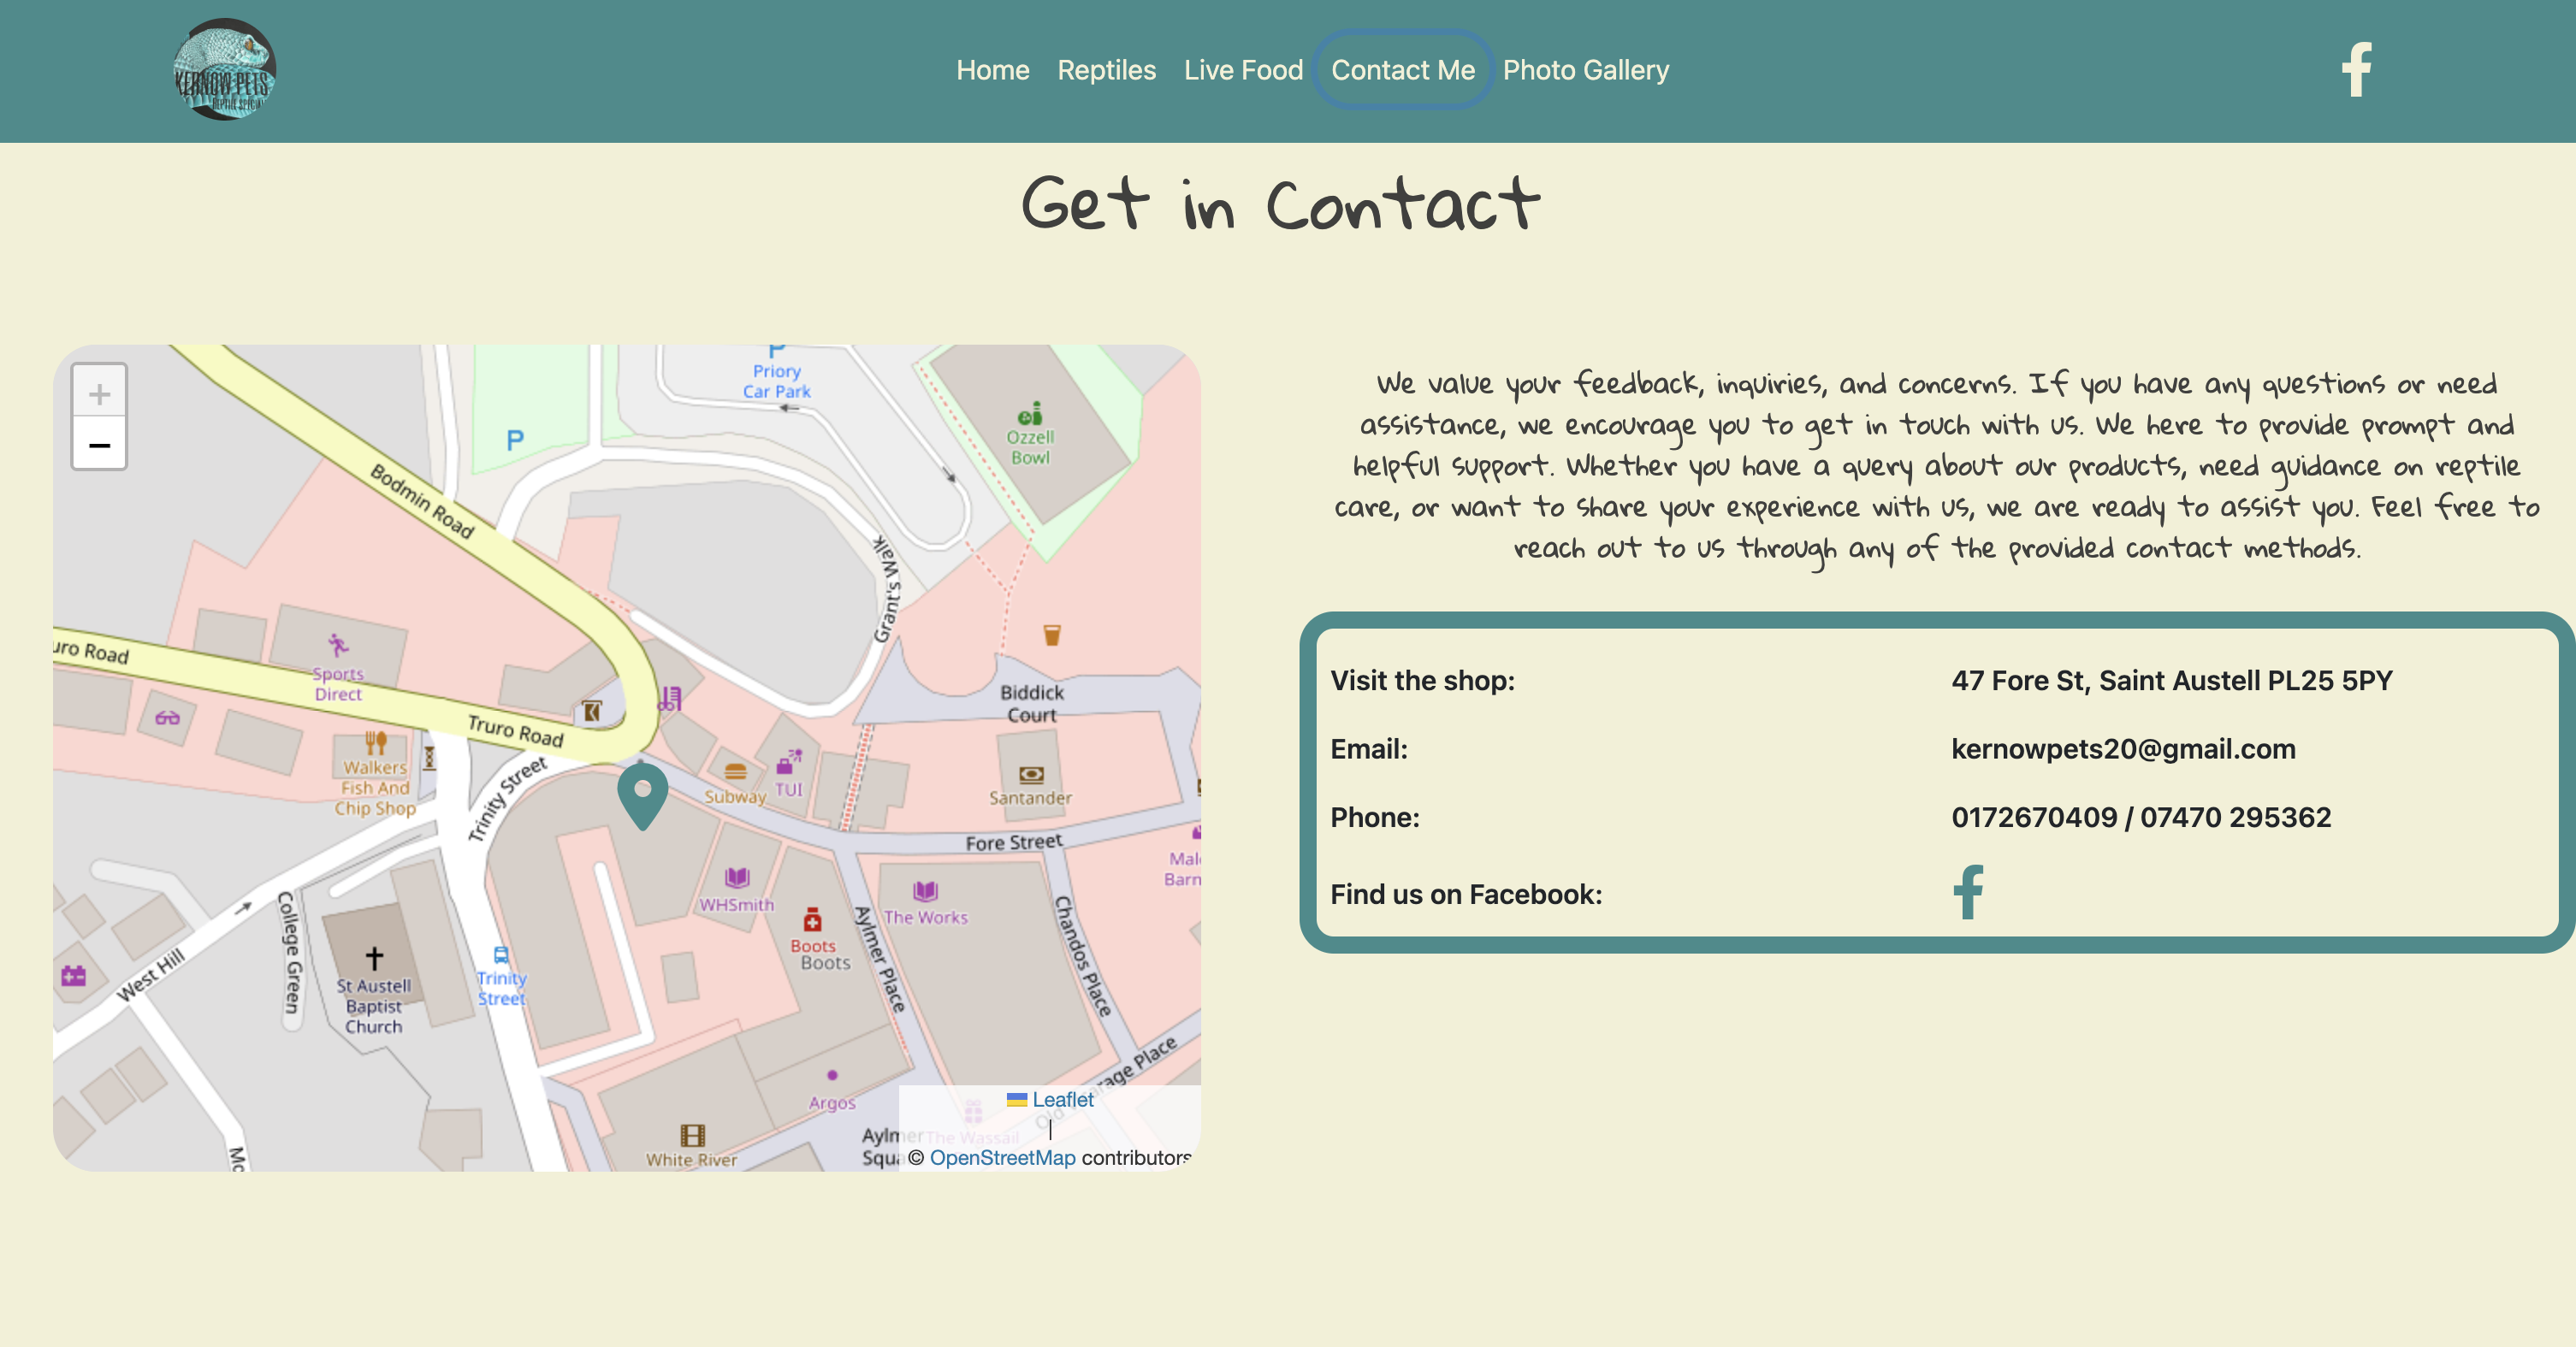 KERNOW PETS
Home Reptiles Live Food Contact Me Photo Gallery
Get in Contact
+
−
P
Priory
Car Park
P
Ozzell
Bowl
Bodmin Road
Grant's Walk
uro Road
Sports
Direct
Truro Road
Biddick
Court
Walkers
Fish And
Chip Shop
Trinity Street
Subway
TUI
Santander
Fore Street
WHSmith
The Works
Boots
Boots
Aylmer Place
Chandos Place
College Green
West Hill
St Austell
Baptist
Church
Trinity
Street
Argos
White River
Aylmer
Squa
The Wassail
Leaflet
|
© OpenStreetMap contributors
We value your feedback, inquiries, and concerns. If you have any questions or need
assistance, we encourage you to get in touch with us. We here to provide prompt and
helpful support. Whether you have a query about our products, need guidance on reptile
care, or want to share your experience with us, we are ready to assist you. Feel free to
reach out to us through any of the provided contact methods.
Visit the shop: 47 Fore St, Saint Austell PL25 5PY
Email: kernowpets20@gmail.com
Phone: 0172670409 / 07470 295362
Find us on Facebook: